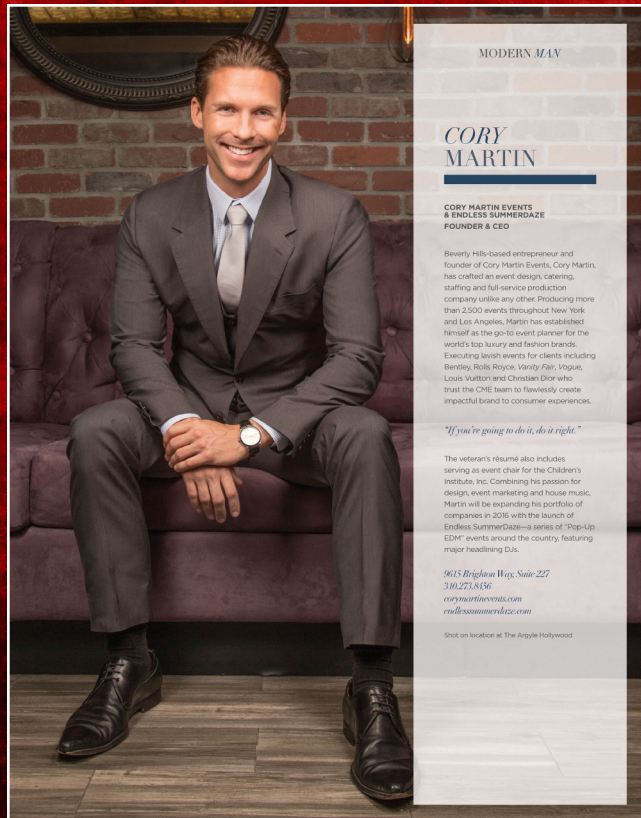 MODERN MAN
CORY
MARTIN
CORY MARTIN EVENTS
& ENDLESS SUMMERDAZE
FOUNDER & CEO
Beverly Hills-based entrepreneur and
founder of Cory Martin Events, Cory Martin,
has crafted an event design, catering,
staffing and full-service production
company unlike any other. Producing more
than 2,500 events throughout New York
and Los Angeles, Martin has established
himself as the go-to event planner for the
world's top luxury and fashion brands.
Executing lavish events for clients including
Bentley, Rolls Royce, Vanity Fair, Vogue,
Louis Vuitton and Christian Dior who
trust the CME team to flawlessly create
impactful brand to consumer experiences.
"If you're going to do it, do it right."
The veteran's résumé also includes
serving as event chair for the Children's
Institute, Inc. Combining his passion for
design, event marketing and house music,
Martin will be expanding his portfolio of
companies in 2016 with the launch of
Endless SummerDaze—a series of "Pop-Up
EDM" events around the country, featuring
major headlining DJs.
9615 Brighton Way, Suite 227
310.273.8456
corymartinevents.com
endlesssummerdaze.com
Shot on location at The Argyle Hollywood